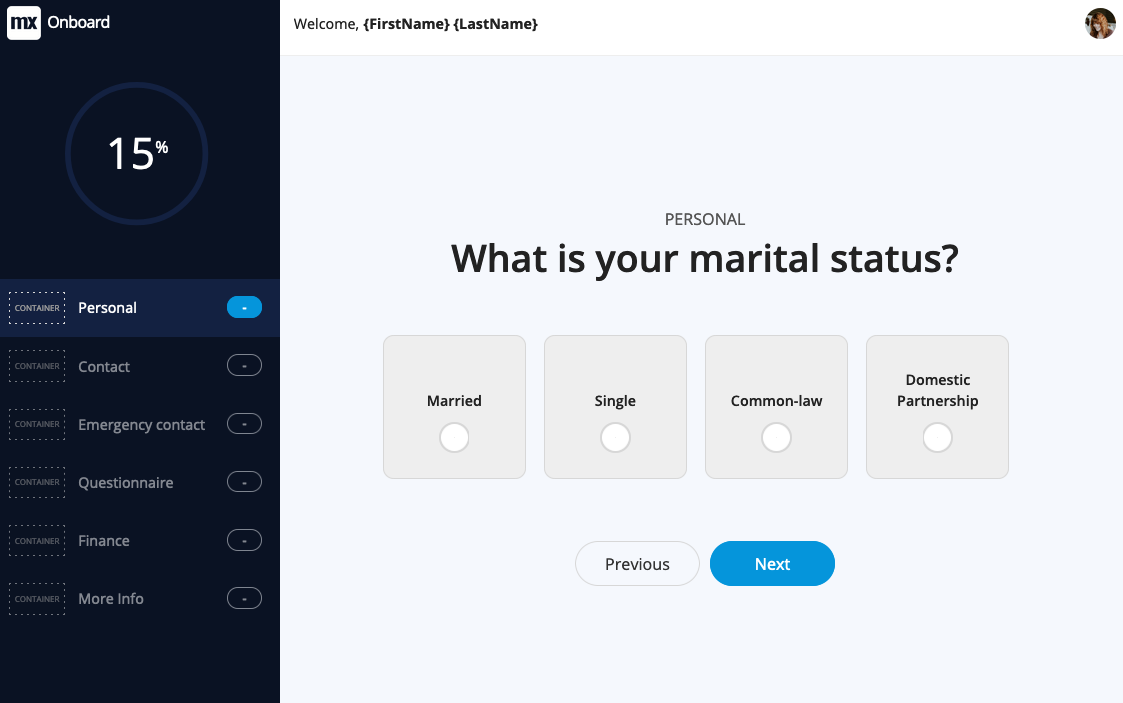 mx Onboard
Welcome, {FirstName} {LastName}
15%
CONTAINER Personal -
CONTAINER Contact -
CONTAINER Emergency contact -
CONTAINER Questionnaire -
CONTAINER Finance -
CONTAINER More Info -
PERSONAL
What is your marital status?
Married
Single
Common-law
Domestic
Partnership
Previous
Next